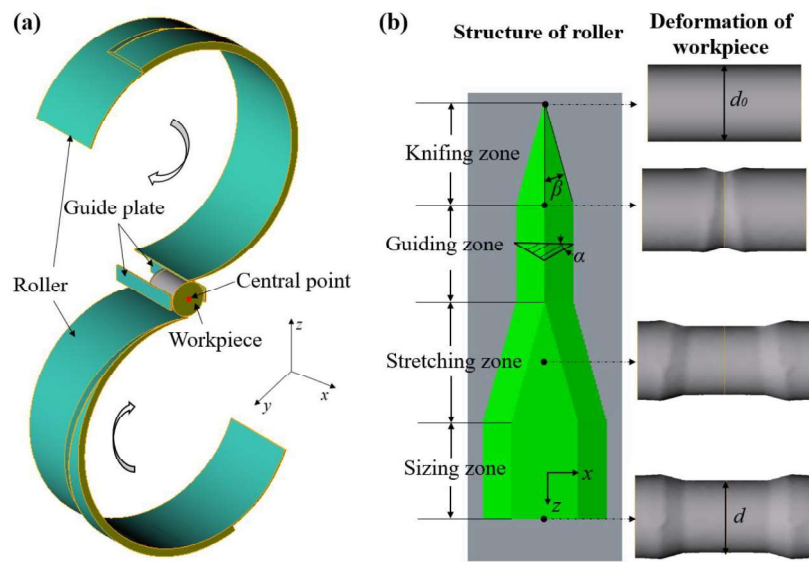 (a)
Guide plate
Roller
Central point
Workpiece
z
x
y
(b)
Structure of roller
Deformation of
workpiece
Knifing zone
β
Guiding zone
α
Stretching zone
Sizing zone
x
z
d₀
d